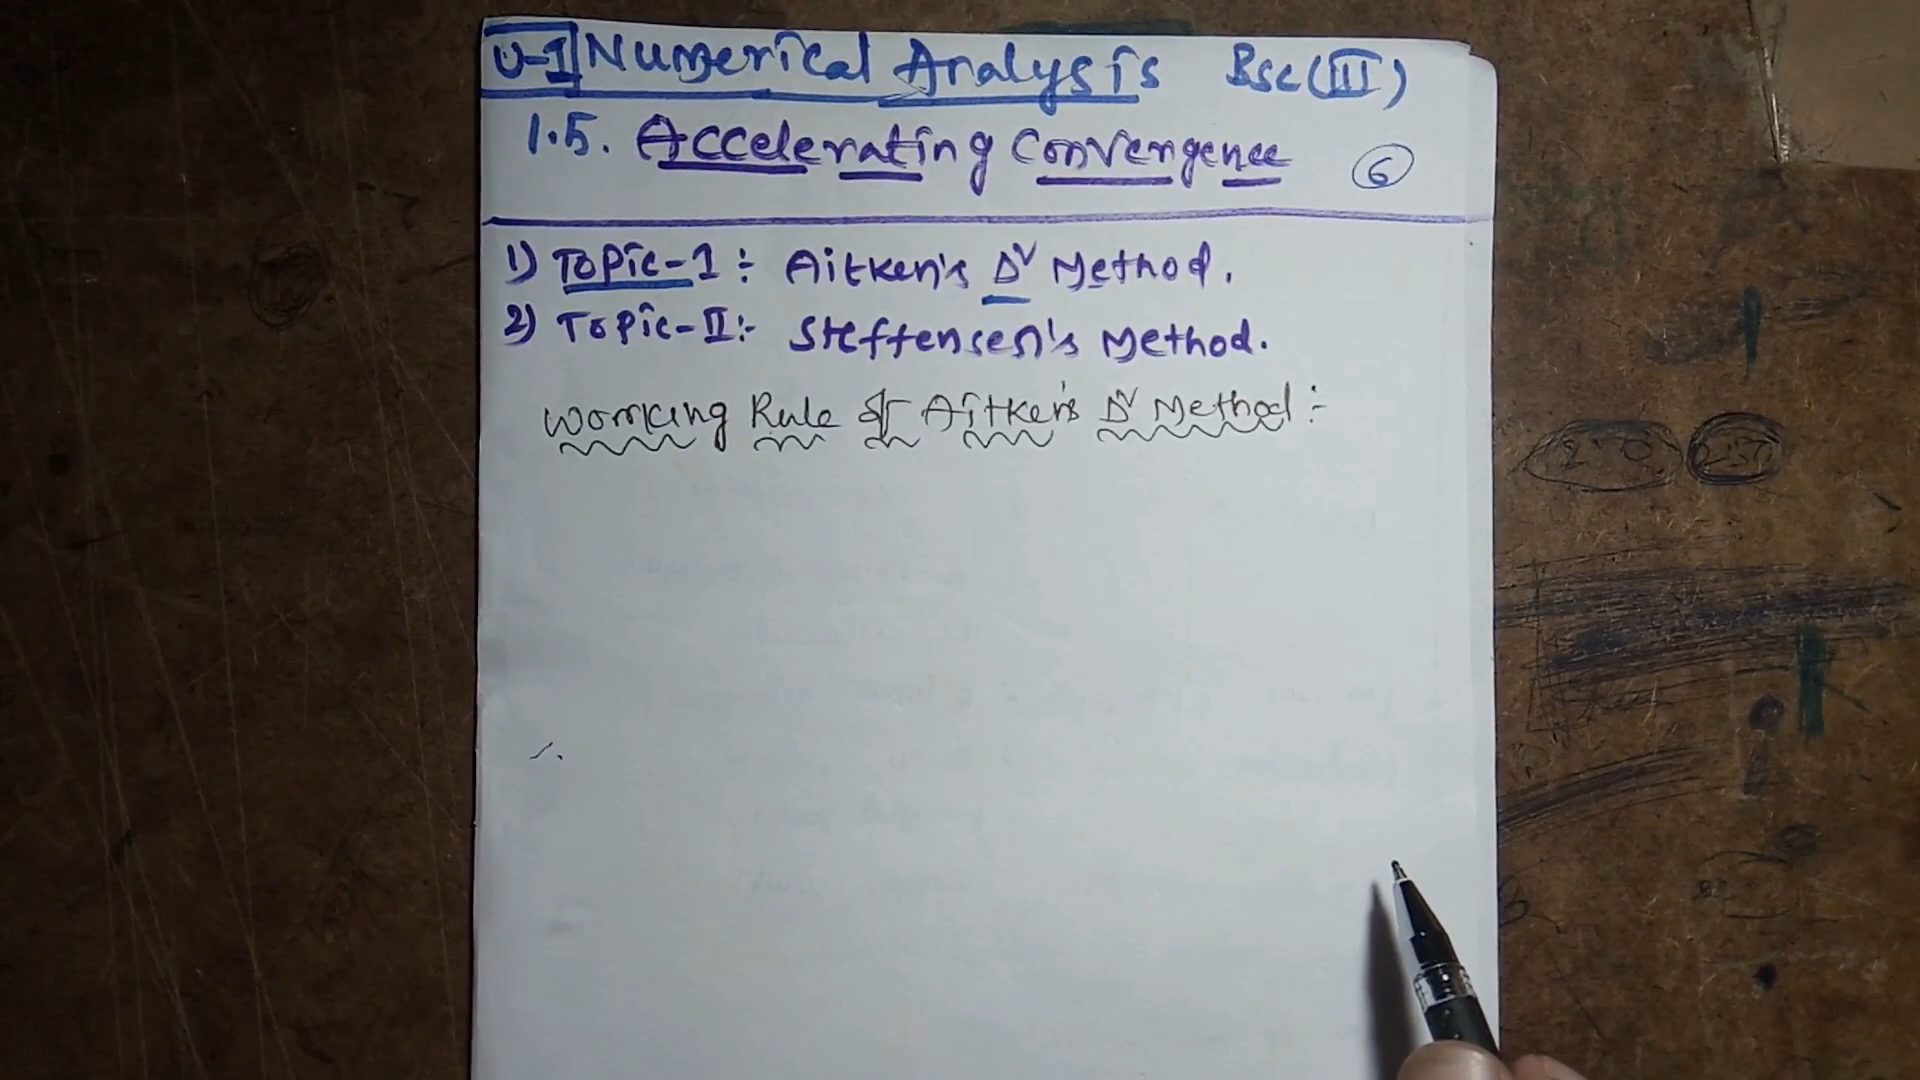 U-1 Numerical Analysis BSc (III)
1.5. Accelerating Convergence 6
1) Topic-1 :- Aitken's Δ² Method.
2) Topic-II:- Steffensen's Method.
Working Rule of Aitken's Δ² Method :-